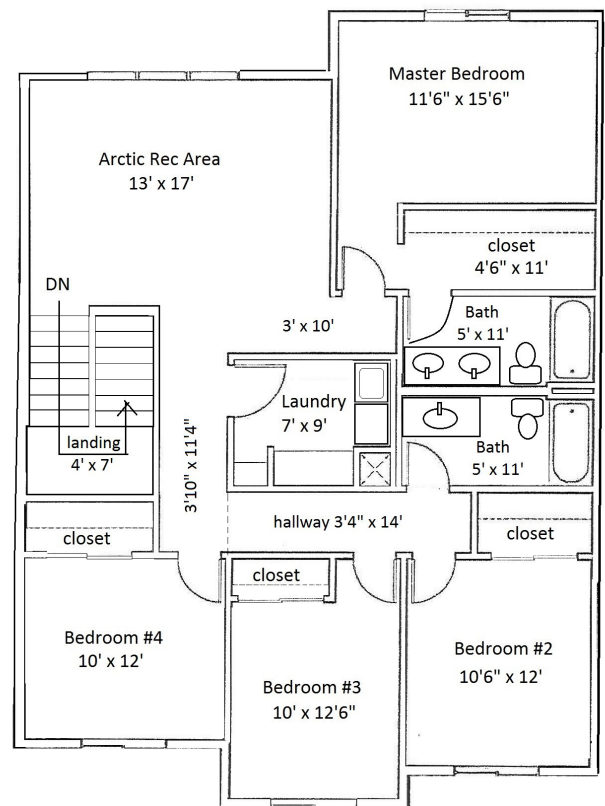 Master Bedroom
11'6" x 15'6"
Arctic Rec Area
13' x 17'
closet
4'6" x 11'
DN
3' x 10'
Bath
5' x 11'
Laundry
7' x 9'
landing
4' x 7'
3'10" x 11'4"
Bath
5' x 11'
hallway 3'4" x 14'
closet
closet
closet
Bedroom #4
10' x 12'
Bedroom #3
10' x 12'6"
Bedroom #2
10'6" x 12'